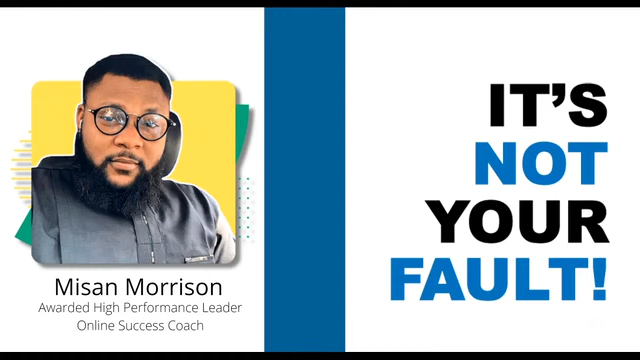 Misan Morrison
Awarded High Performance Leader
Online Success Coach
IT'S
NOT
YOUR
FAULT!